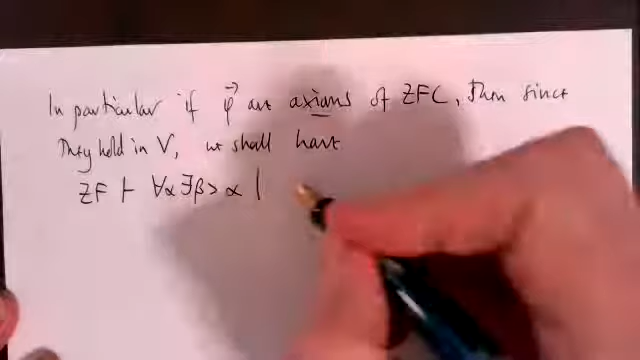 In particular if φ⃗ are axioms of ZFC, then since
they hold in V, we shall have
ZF ⊢ ∀α∃β>α |